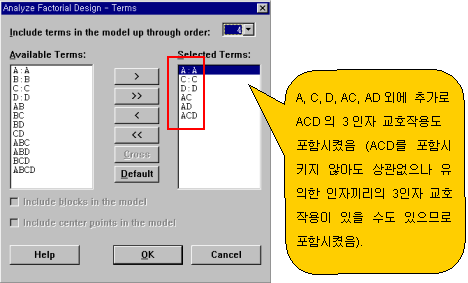 Analyze Factorial Design - Terms
Include terms in the model up through order: 4
Available Terms:
A:A
B:B
C:C
D:D
AB
BC
BD
CD
ABC
ABD
BCD
ABCD
>
>>
<
<<
Cross
Default
Selected Terms:
A:A
C:C
D:D
AC
AD
ACD
Include blocks in the model
Include center points in the model
Help
OK
Cancel
A, C, D, AC, AD외에 추가로
ACD의 3인자 교호작용도
포함시켰음 (ACD를 포함시
키지 않아도 상관없으나 유
의한 인자끼리의 3인자 교호
작용이 있을 수도 있으므로
포함시켰음).